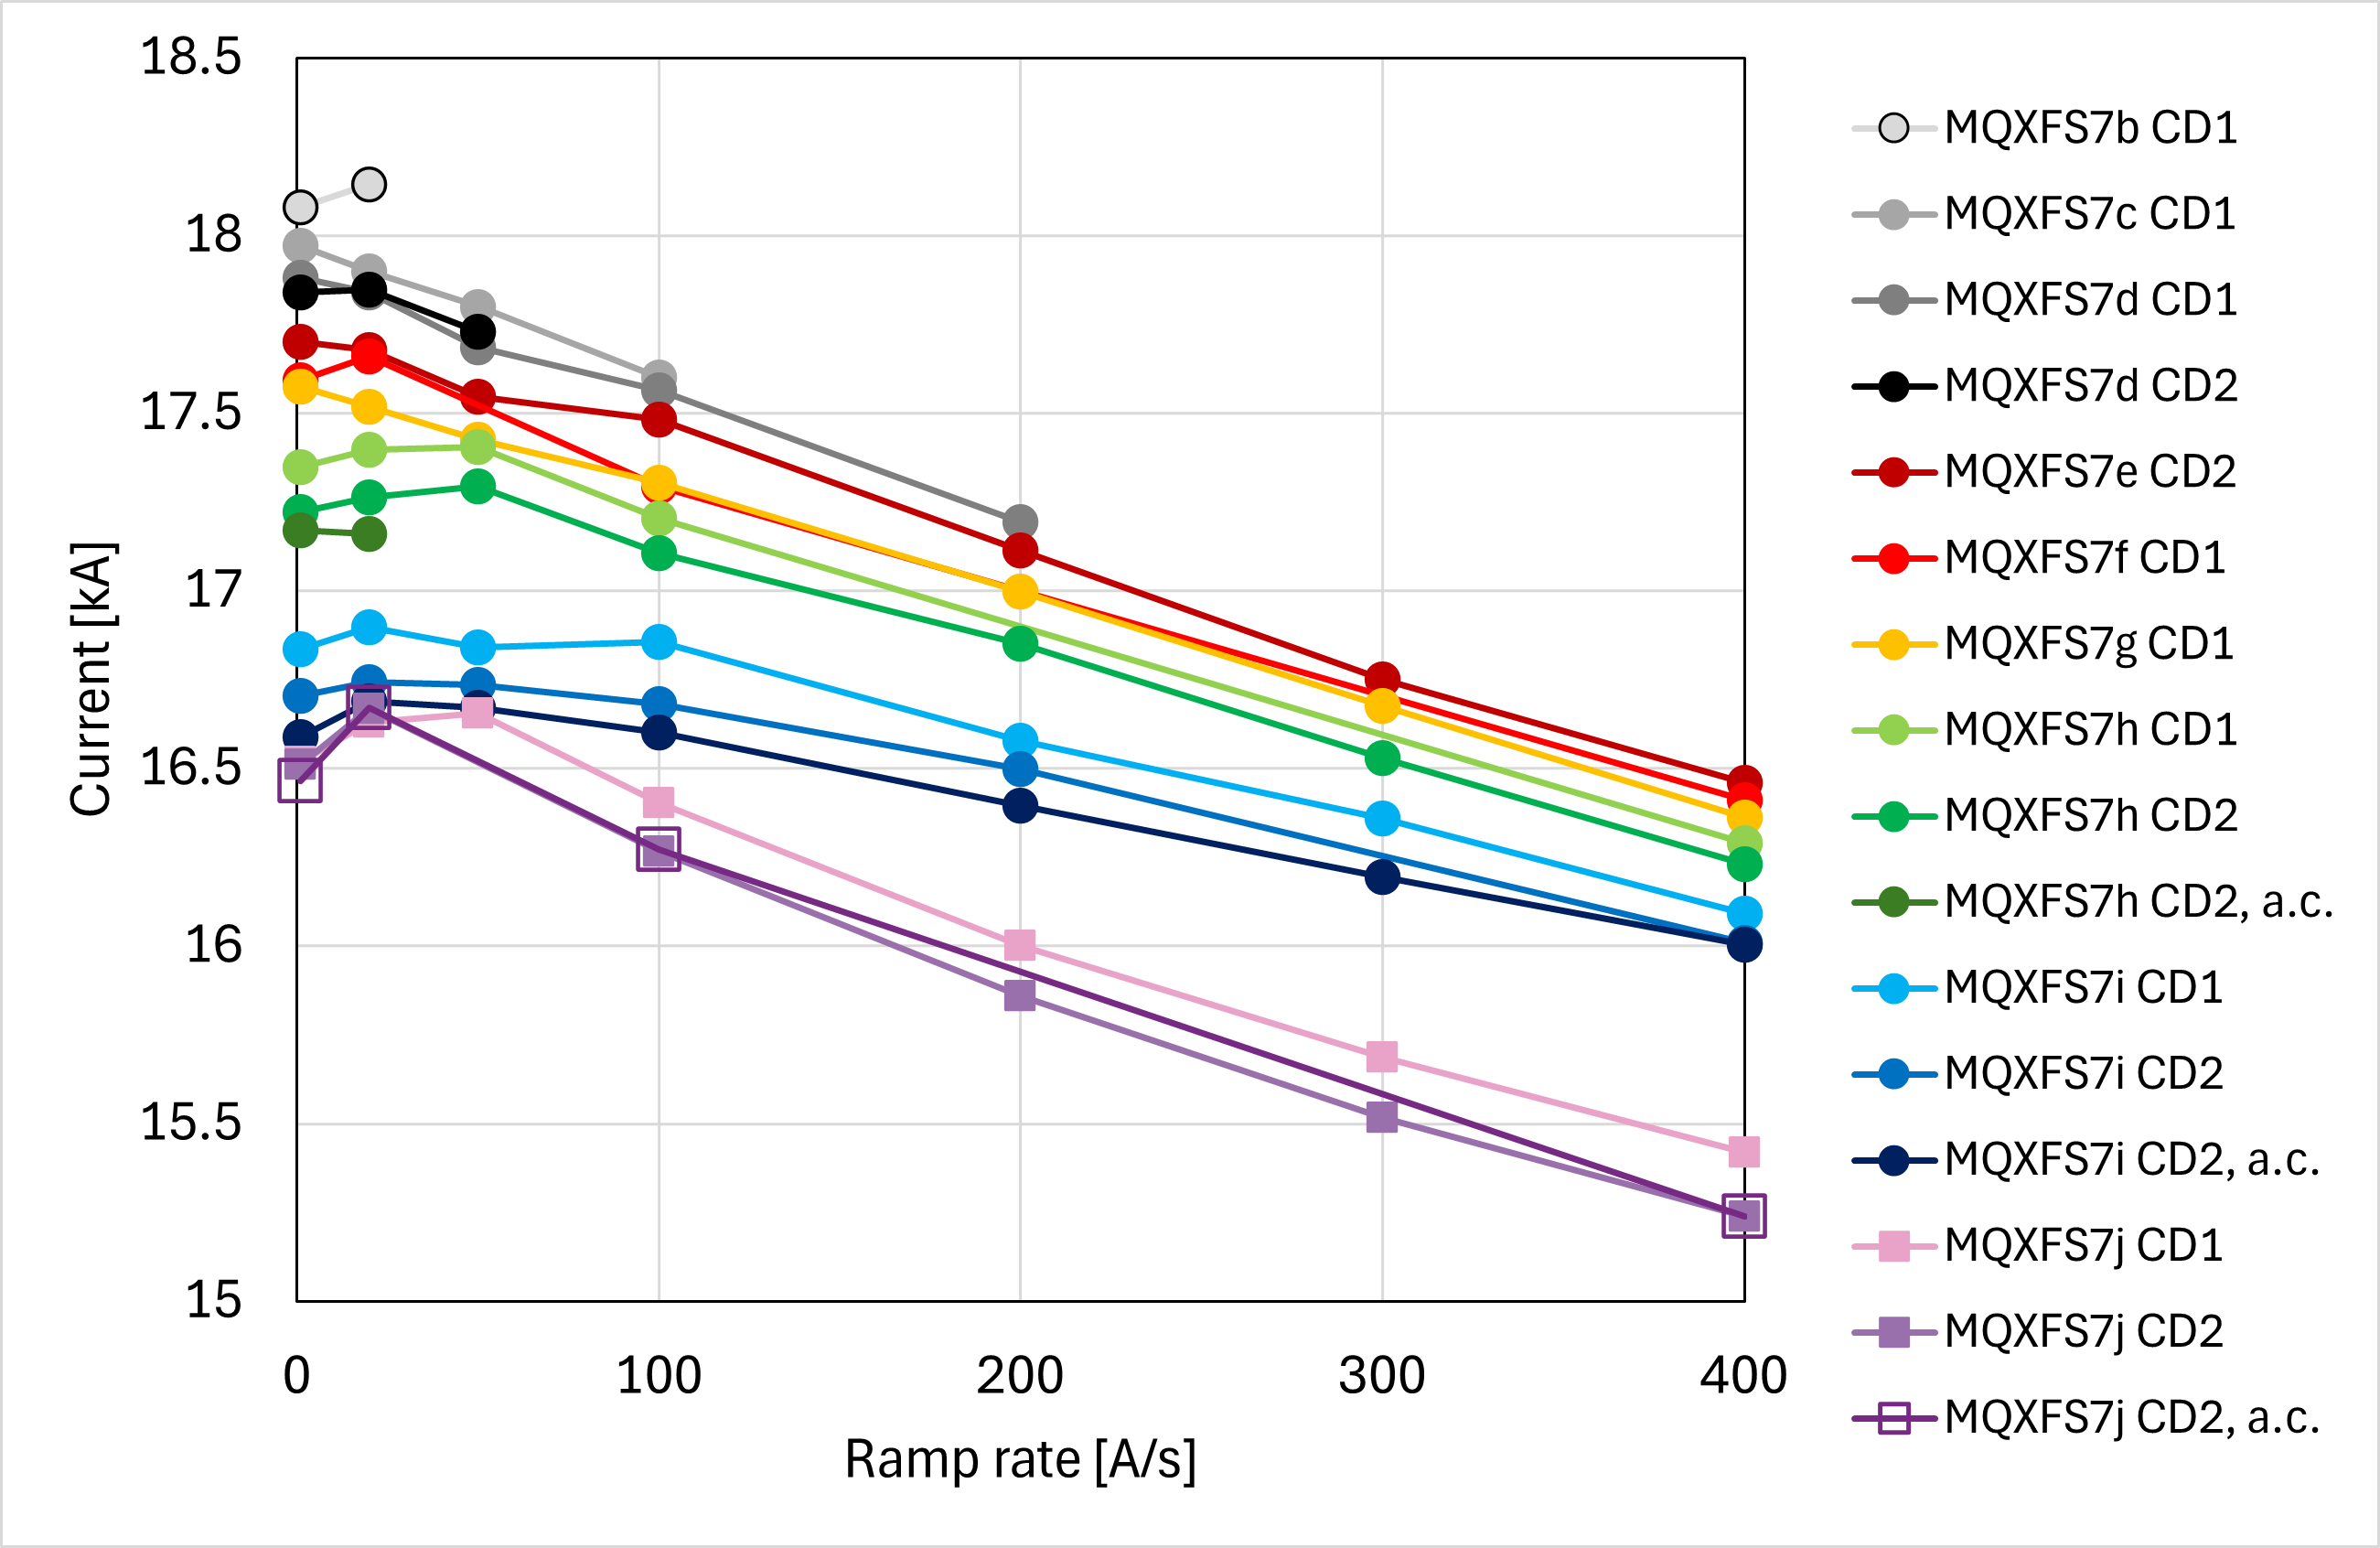 18.5
18
17.5
17
16.5
16
15.5
15
Current [kA]
0
100
200
300
400
Ramp rate [A/s]
MQXFS7b CD1
MQXFS7c CD1
MQXFS7d CD1
MQXFS7d CD2
MQXFS7e CD2
MQXFS7f CD1
MQXFS7g CD1
MQXFS7h CD1
MQXFS7h CD2
MQXFS7h CD2, a.c.
MQXFS7i CD1
MQXFS7i CD2
MQXFS7i CD2, a.c.
MQXFS7j CD1
MQXFS7j CD2
MQXFS7j CD2, a.c.